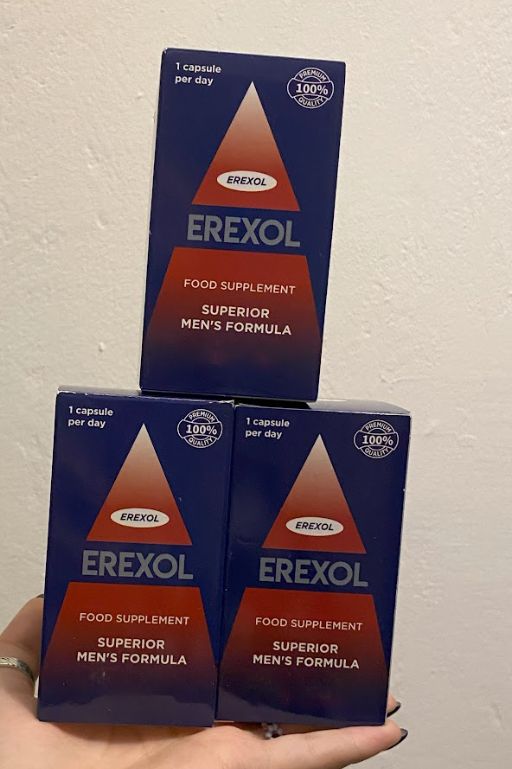 1 capsule
per day
PREMIUM
100%
QUALITY
EREXOL
EREXOL
FOOD SUPPLEMENT
SUPERIOR
MEN'S FORMULA
1 capsule
per day
PREMIUM
100%
QUALITY
EREXOL
EREXOL
FOOD SUPPLEMENT
SUPERIOR
MEN'S FORMULA
1 capsule
per day
PREMIUM
100%
QUALITY
EREXOL
EREXOL
FOOD SUPPLEMENT
SUPERIOR
MEN'S FORMULA